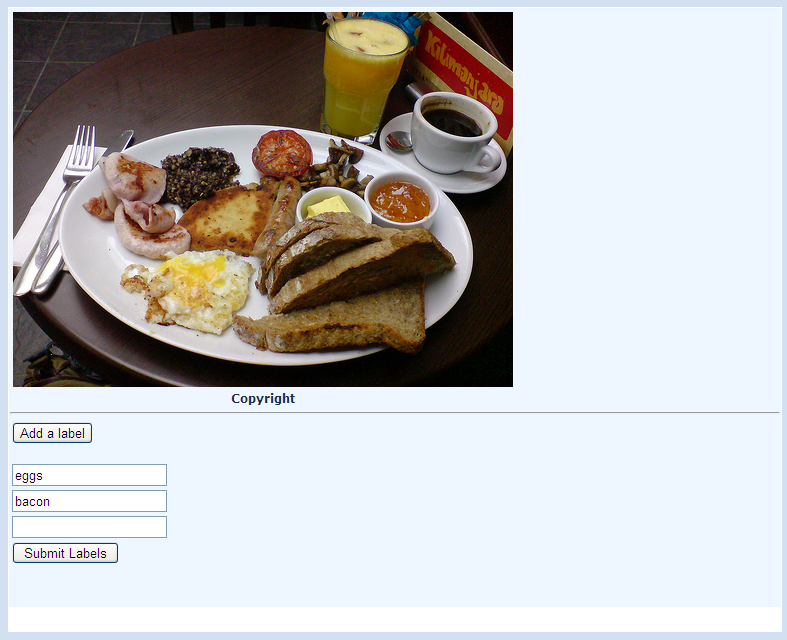 Kilimanjaro
Copyright
Add a label
eggs
bacon
Submit Labels